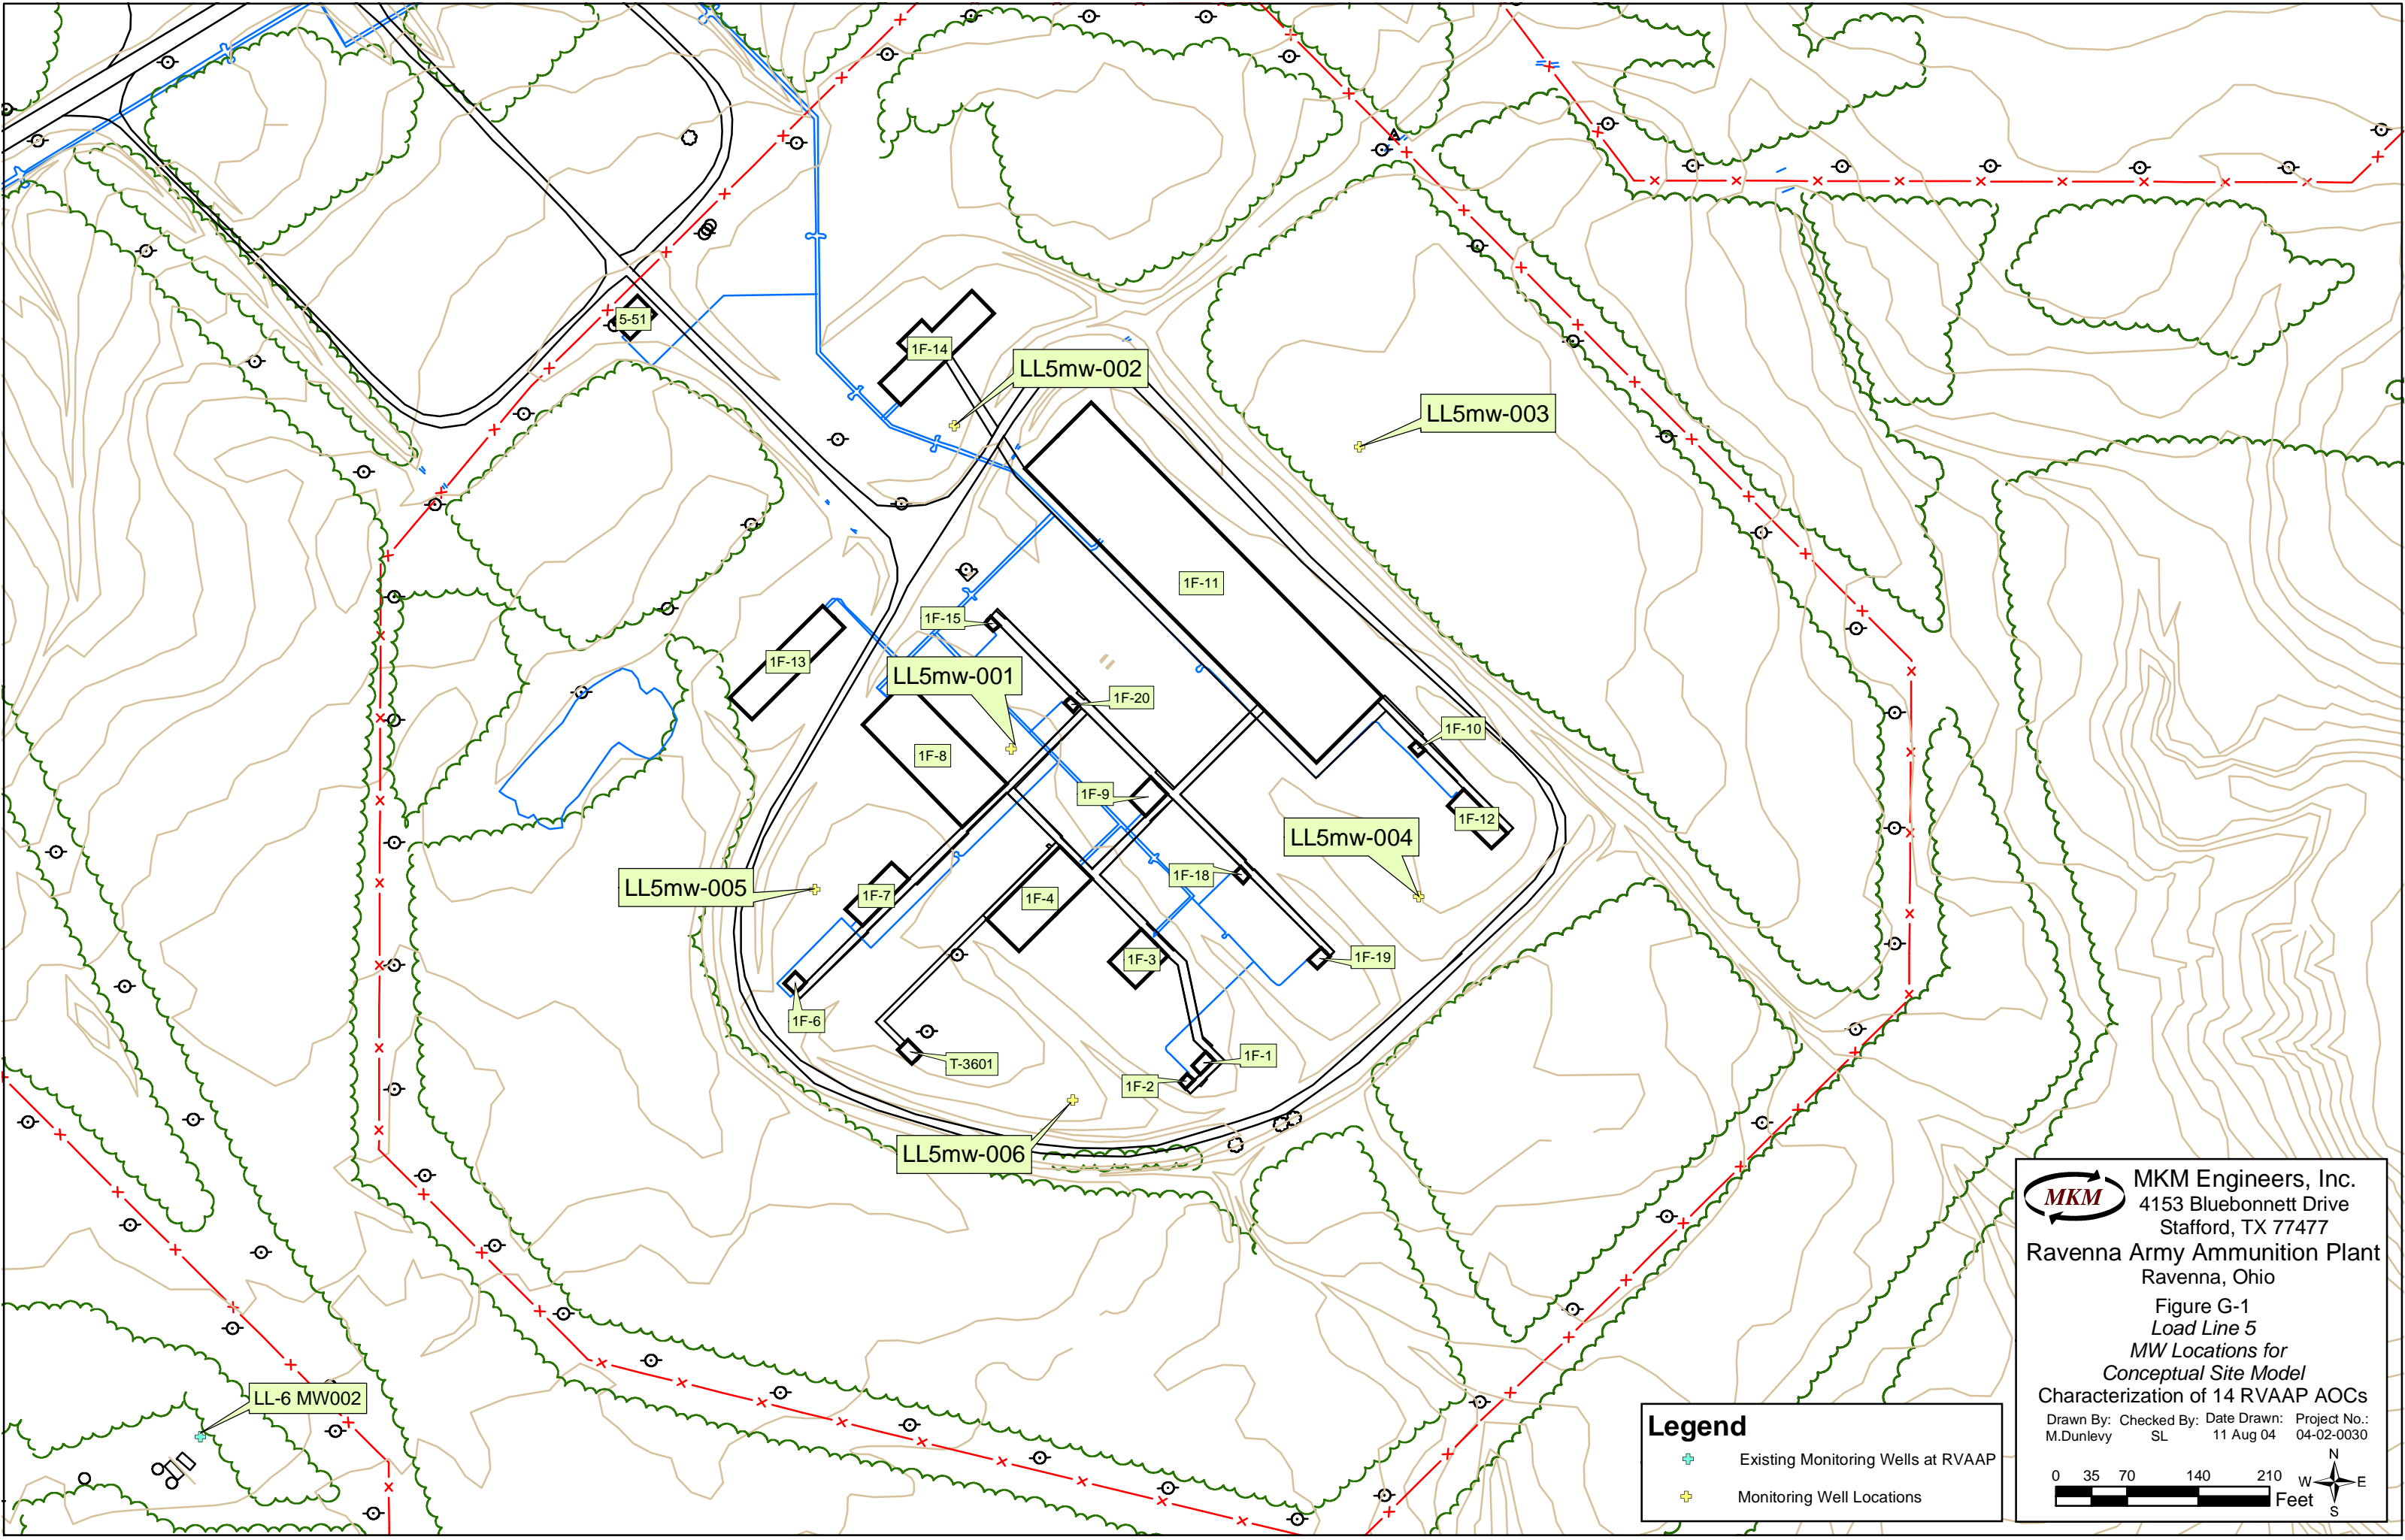 5-51
1F-14
LL5mw-002
LL5mw-003
1F-11
1F-15
1F-13
LL5mw-001
1F-20
1F-10
1F-8
1F-9
1F-12
LL5mw-004
1F-18
LL5mw-005
1F-7
1F-4
1F-3
1F-19
1F-6
T-3601
1F-1
1F-2
LL5mw-006
LL-6 MW002
Legend
Existing Monitoring Wells at RVAAP
Monitoring Well Locations
MKM
MKM Engineers, Inc.
4153 Bluebonnett Drive
Stafford, TX 77477
Ravenna Army Ammunition Plant
Ravenna, Ohio
Figure G-1
Load Line 5
MW Locations for
Conceptual Site Model
Characterization of 14 RVAAP AOCs
Drawn By: Checked By: Date Drawn: Project No.:
M.Dunlevy SL 11 Aug 04 04-02-0030
0 35 70 140 210
Feet
N
W E
S